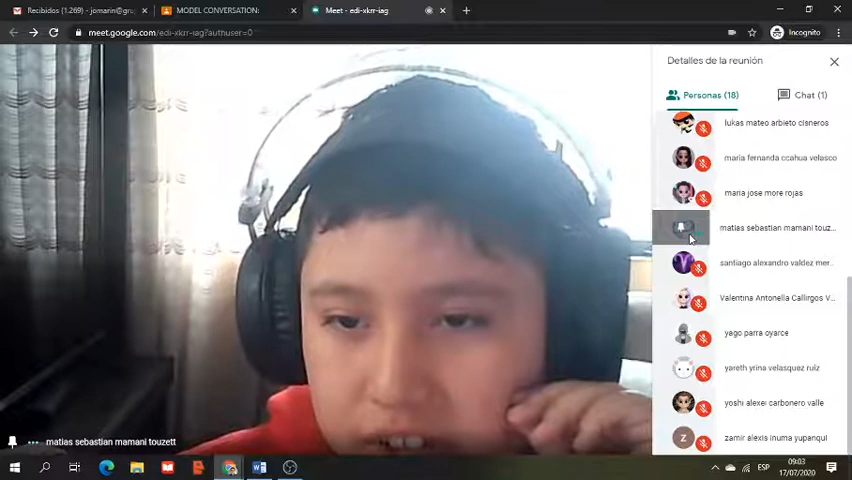 Recibidos (1.269) - jomarin@gru
MODEL CONVERSATION:
Meet - edi-xkrr-iag
meet.google.com/edi-xkrr-iag?authuser=0
Incognito
Detalles de la reunión
Personas (18)
Chat (1)
lukas mateo arbieto cisneros
maria fernanda ccahua velasco
maria jose more rojas
matias sebastian mamani touz...
santiago alexandro valdez mer...
Valentina Antonella Callirgos V...
yago parra oyarce
yareth yrina velasquez ruiz
yoshi alexei carbonero valle
Z zamir alexis inuma yupanqui
matias sebastian mamani touzett
ESP
09:03
17/07/2020